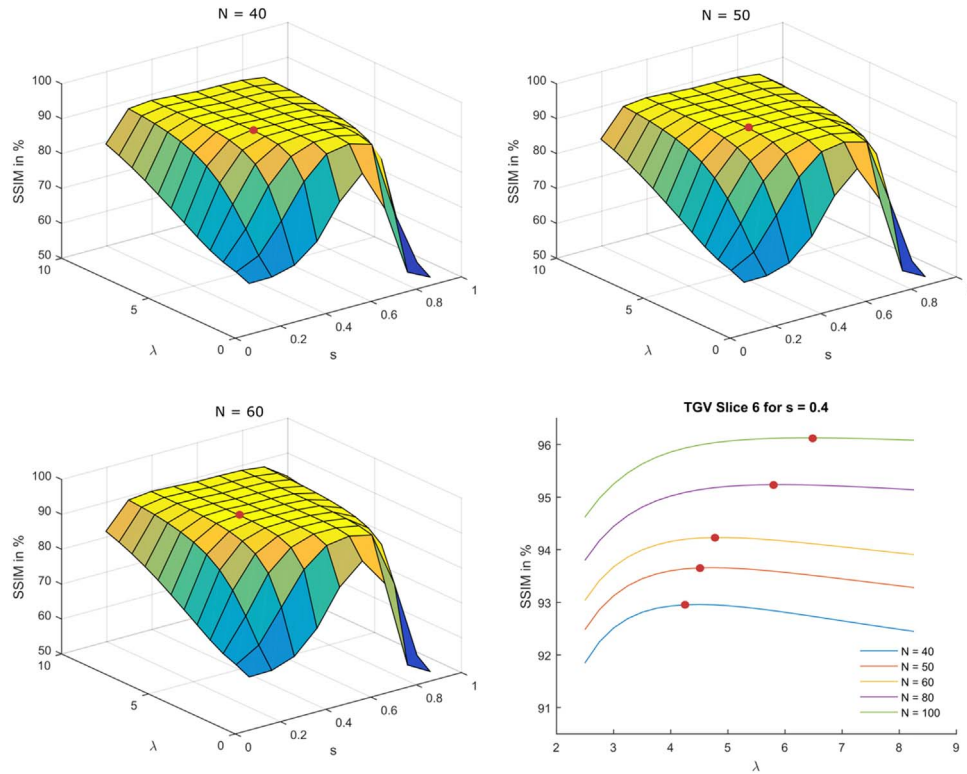 N = 40
100
90
80
70
60
50
SSIM in %
10
5
0
λ
0
0.2
0.4
0.6
0.8
1
s
N = 50
100
90
80
70
60
50
SSIM in %
10
5
0
λ
0
0.2
0.4
0.6
0.8
s
N = 60
100
90
80
70
60
50
SSIM in %
10
5
0
λ
0
0.2
0.4
0.6
0.8
1
s
TGV Slice 6 for s = 0.4
96
95
94
93
92
91
SSIM in %
N = 40
N = 50
N = 60
N = 80
N = 100
2 3 4 5 6 7 8 9
λ